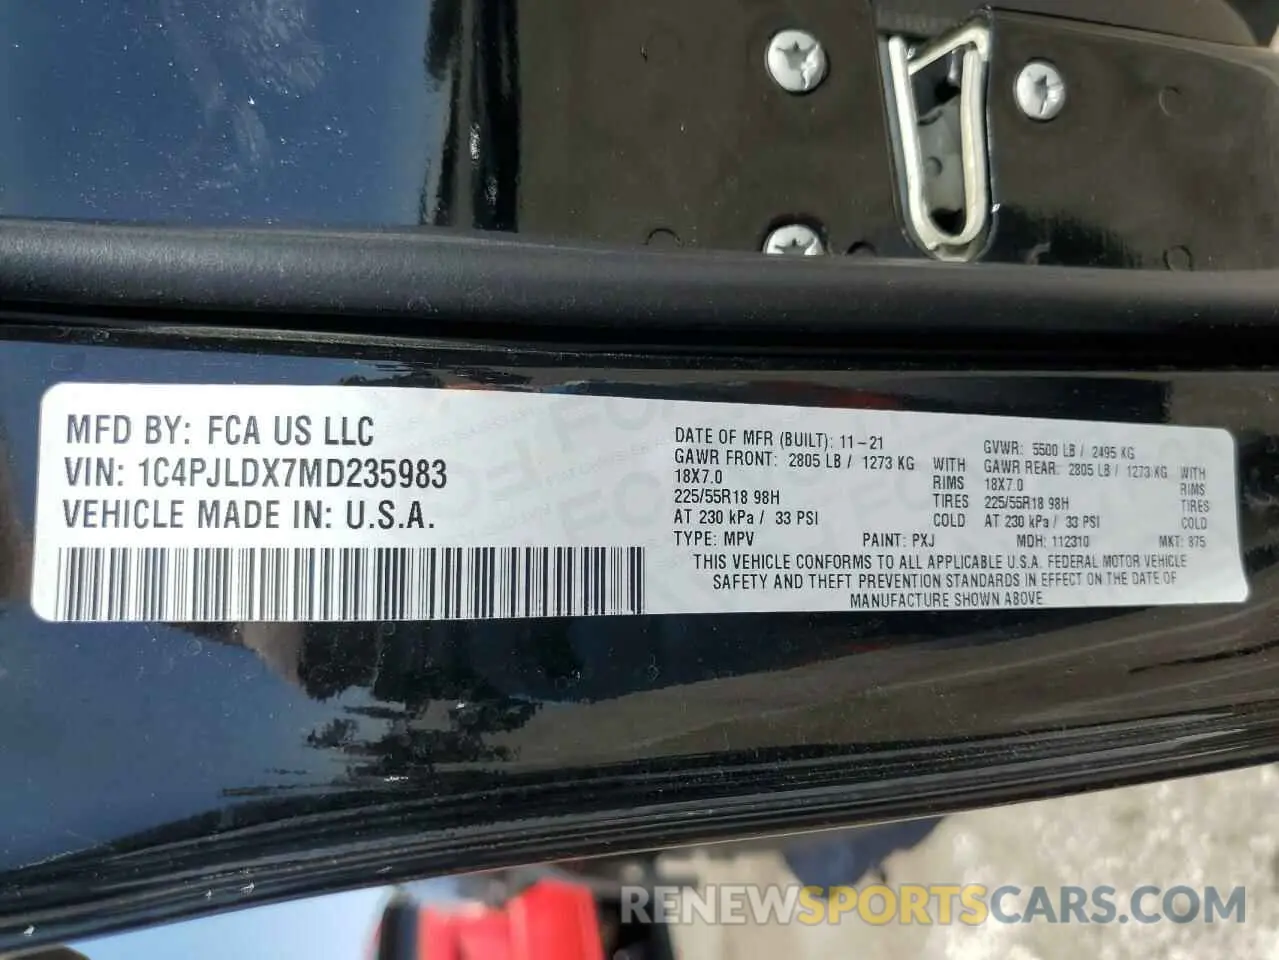 MFD BY: FCA US LLC
VIN: 1C4PJLDX7MD235983
VEHICLE MADE IN: U.S.A.
DATE OF MFR (BUILT): 11-21
GAWR FRONT: 2805 LB / 1273 KG WITH
18X7.0 RIMS
225/55R18 98H TIRES
AT 230 kPa / 33 PSI COLD
GVWR: 5500 LB / 2495 KG
GAWR REAR: 2805 LB / 1273 KG WITH
18X7.0 RIMS
225/55R18 98H TIRES
AT 230 kPa / 33 PSI COLD
TYPE: MPV PAINT: PXJ MDH: 112310 MKT: 875
THIS VEHICLE CONFORMS TO ALL APPLICABLE U.S.A. FEDERAL MOTOR VEHICLE
SAFETY AND THEFT PREVENTION STANDARDS IN EFFECT ON THE DATE OF
MANUFACTURE SHOWN ABOVE
RENEWSPORTSCARS.COM